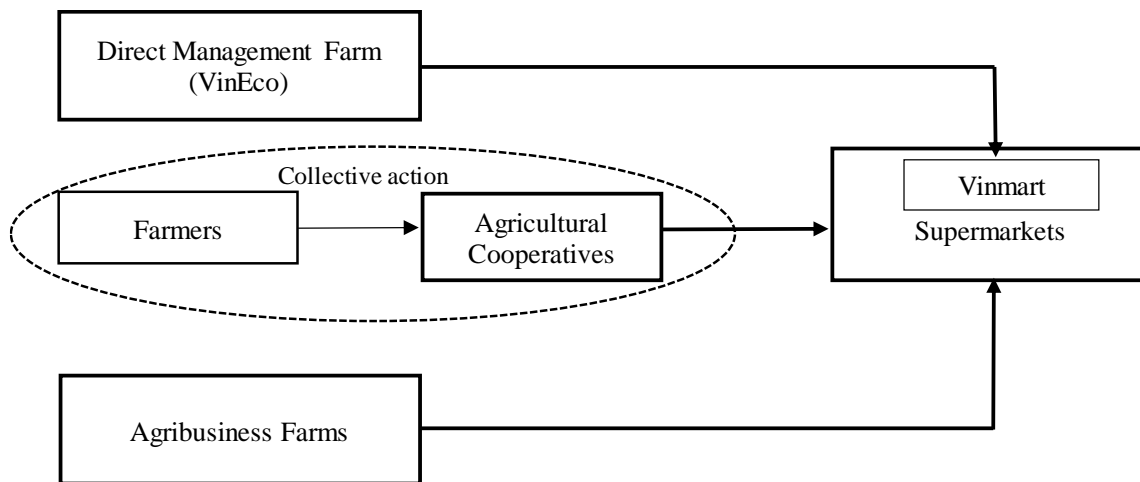 Direct Management Farm
(VinEco)
Collective action
Farmers
Agricultural
Cooperatives
Vinmart
Supermarkets
Agribusiness Farms